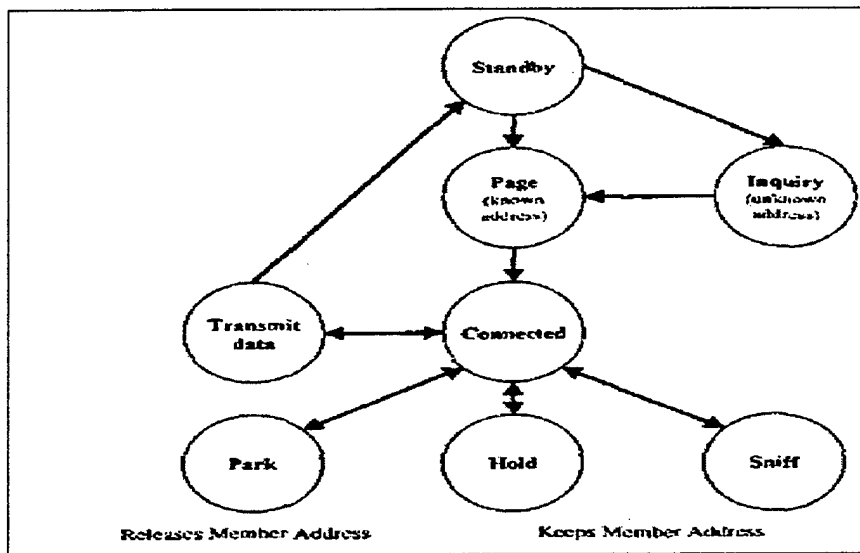 Standby
Page
(known
address)
Inquiry
(unknown
address)
Transmit
data
Connected
Park
Hold
Sniff
Releases Member Address
Keeps Member Address